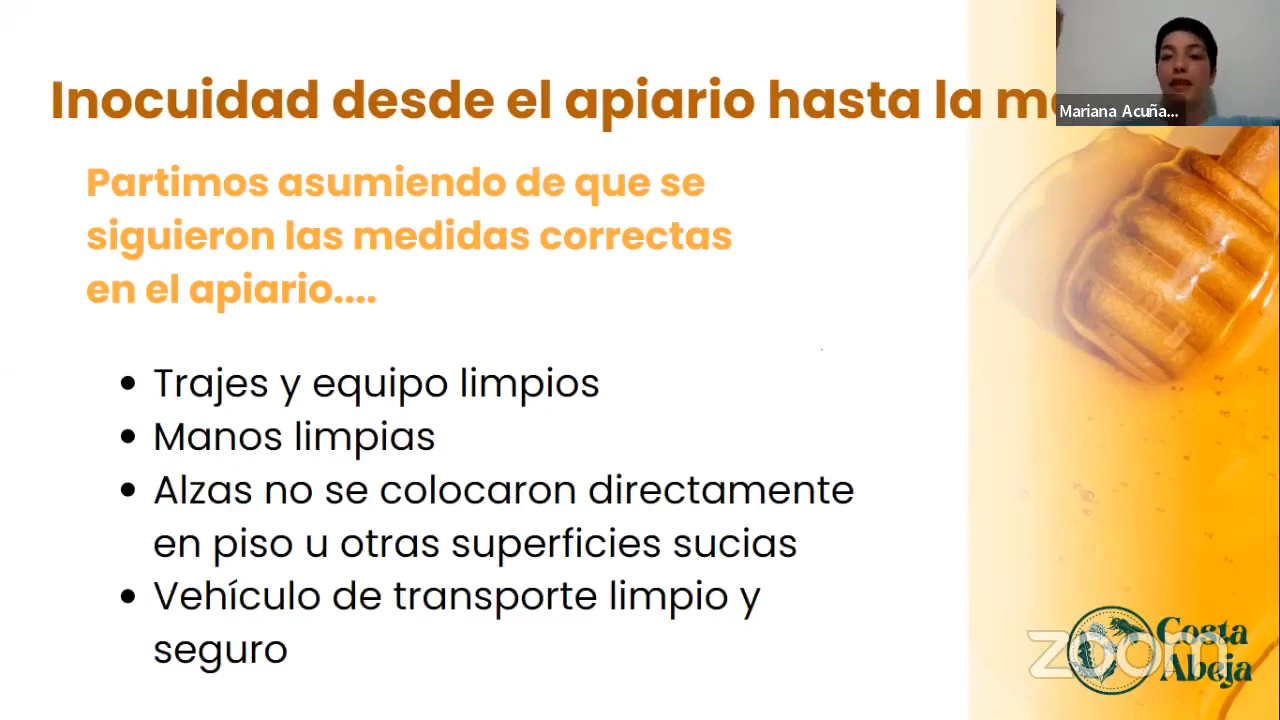 Inocuidad desde el apiario hasta la
Mariana Acuña...
Partimos asumiendo de que se
siguieron las medidas correctas
en el apiario....
• Trajes y equipo limpios
• Manos limpias
• Alzas no se colocaron directamente
en piso u otras superficies sucias
• Vehículo de transporte limpio y
seguro
zoom
Costa
Abeja